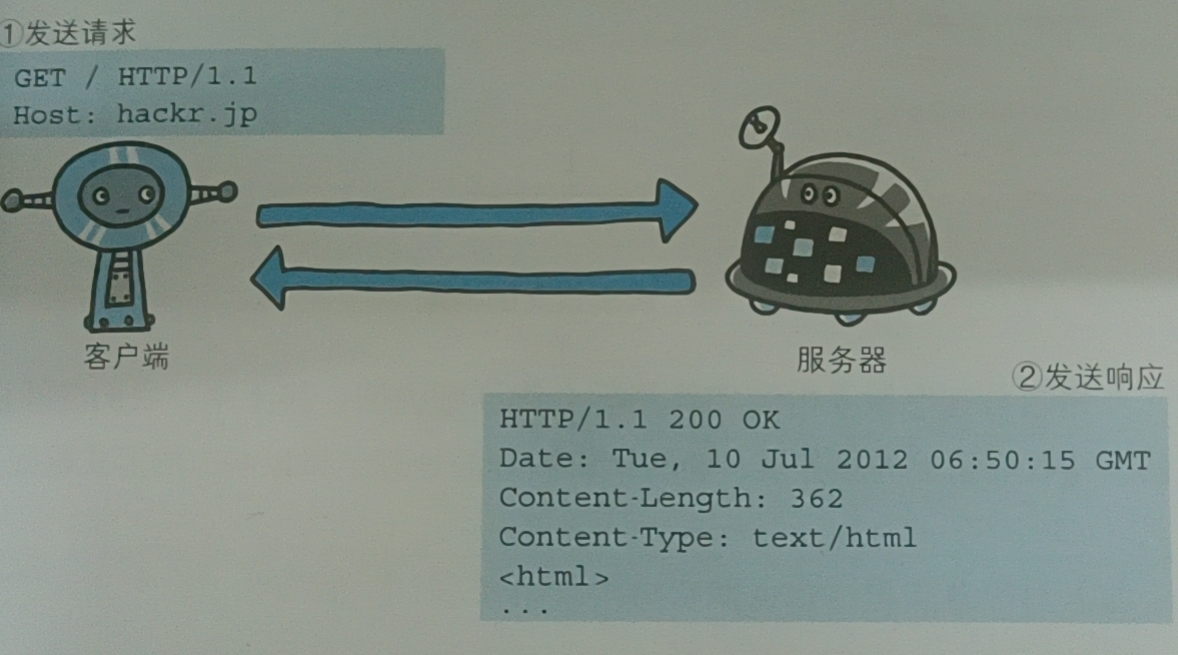 ①发送请求
GET / HTTP/1.1
Host: hackr.jp
客户端
服务器
②发送响应
HTTP/1.1 200 OK
Date: Tue, 10 Jul 2012 06:50:15 GMT
Content-Length: 362
Content-Type: text/html
<html>
...